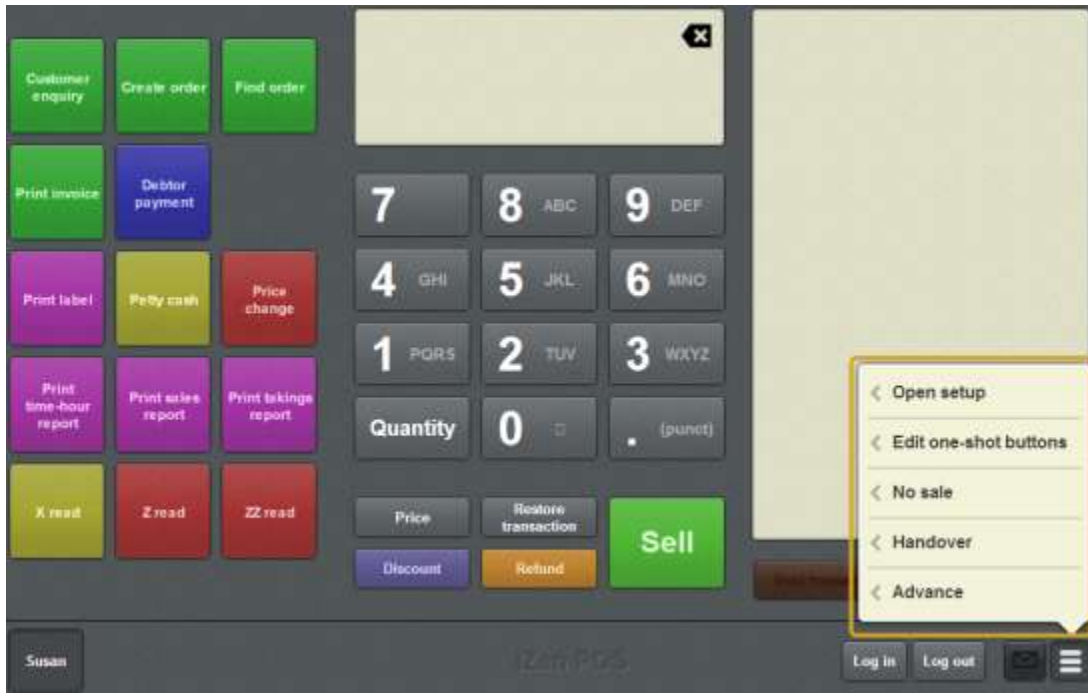 Customer
enquiry
Create order
Find order
Print invoice
Debtor
payment
Print label
Petty cash
Price
change
Print
time-hour
report
Print sales
report
Print takings
report
X read
Z read
ZZ read
7
8 ABC
9 DEF
4 GHI
5 JKL
6 MNO
1 PQRS
2 TUV
3 WXYZ
Quantity
0
. (punct)
Price
Restore
transaction
Sell
Discount
Refund
Open setup
Edit one-shot buttons
No sale
Handover
Advance
Susan
iZen POS
Log in
Log out